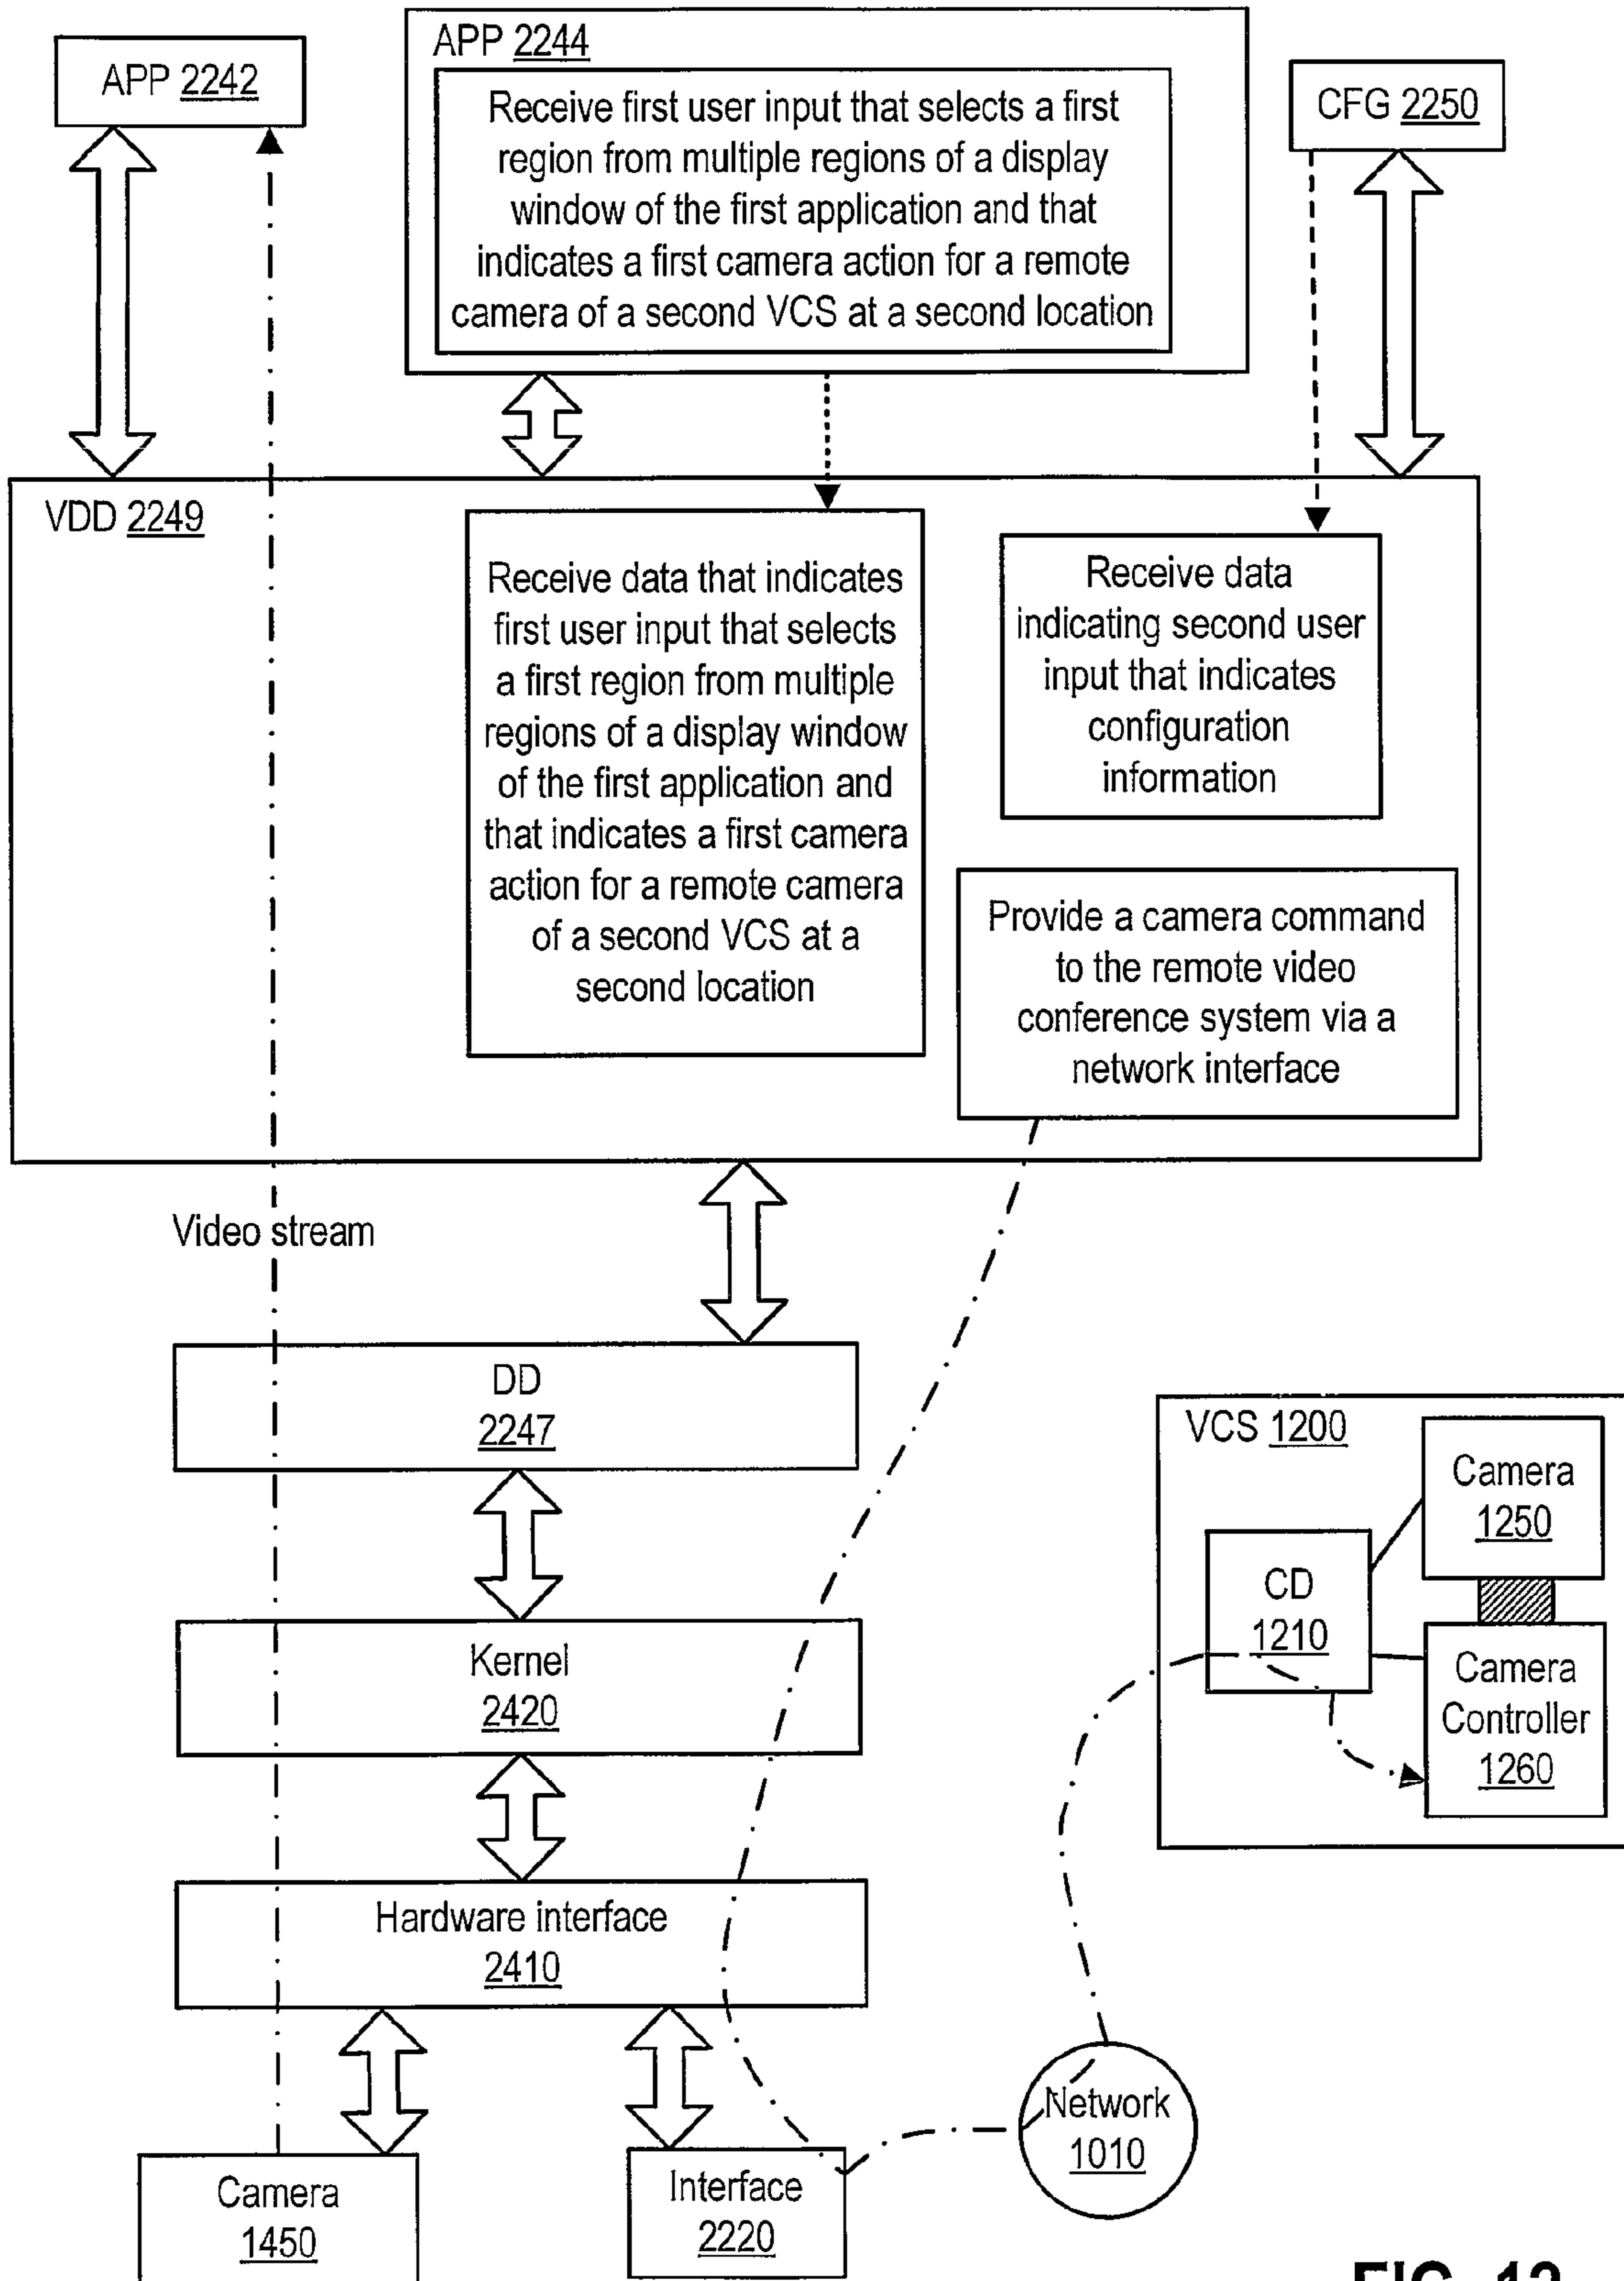 APP 2242
APP 2244
Receive first user input that selects a first
region from multiple regions of a display
window of the first application and that
indicates a first camera action for a remote
camera of a second VCS at a second location
CFG 2250
VDD 2249
Receive data that indicates
first user input that selects
a first region from multiple
regions of a display window
of the first application and
that indicates a first camera
action for a remote camera
of a second VCS at a
second location
Receive data
indicating second user
input that indicates
configuration
information
Provide a camera command
to the remote video
conference system via a
network interface
Video stream
DD
2247
Kernel
2420
Hardware interface
2410
Camera
1450
Interface
2220
Network
1010
VCS 1200
CD
1210
Camera
1250
Camera
Controller
1260